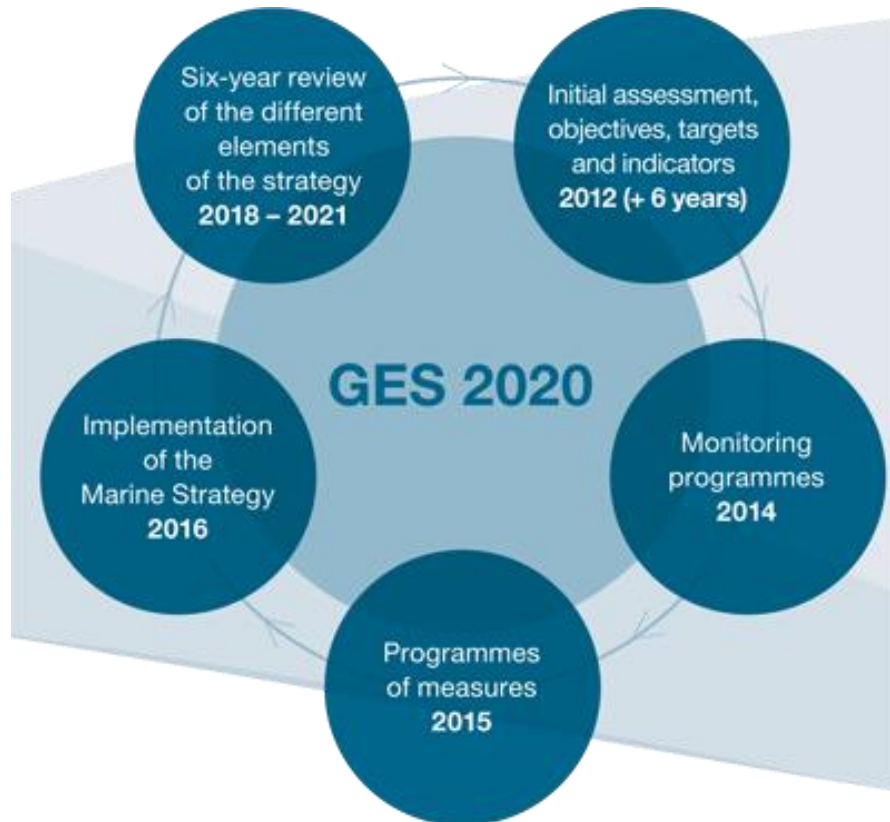 Six-year review
of the different
elements
of the strategy
2018 – 2021
Initial assessment,
objectives, targets
and indicators
2012 (+ 6 years)
GES 2020
Implementation
of the
Marine Strategy
2016
Monitoring
programmes
2014
Programmes
of measures
2015